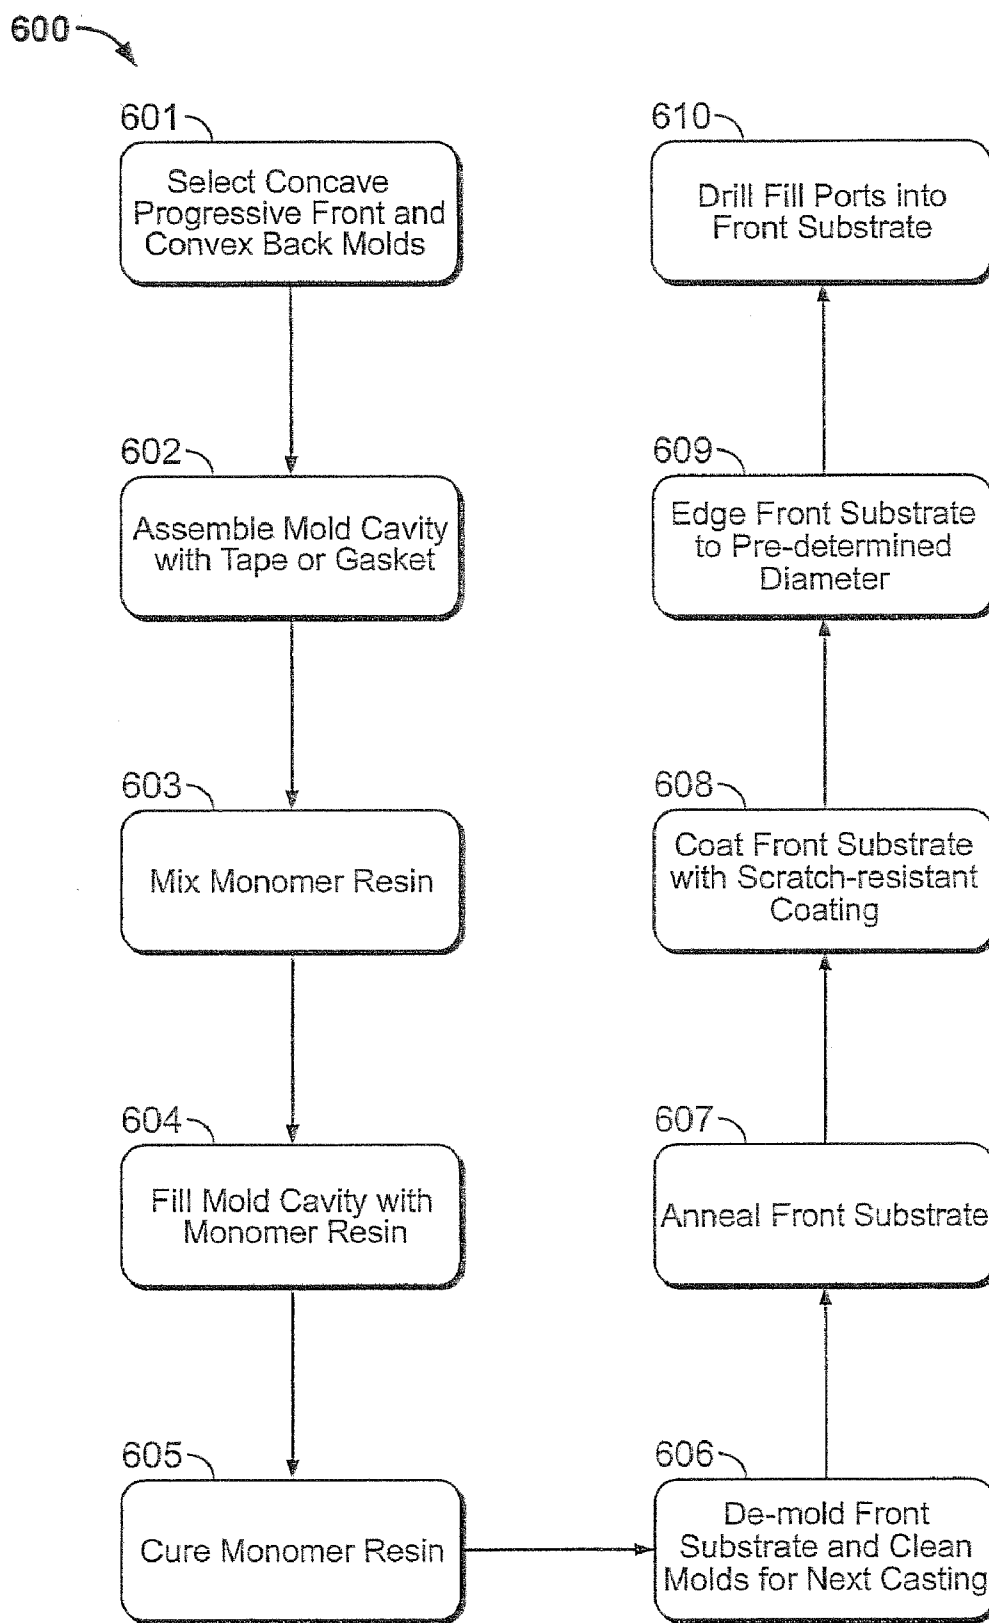 600
601
Select Concave
Progressive Front and
Convex Back Molds
602
Assemble Mold Cavity
with Tape or Gasket
603
Mix Monomer Resin
604
Fill Mold Cavity with
Monomer Resin
605
Cure Monomer Resin
606
De-mold Front
Substrate and Clean
Molds for Next Casting
607
Anneal Front Substrate
608
Coat Front Substrate
with Scratch-resistant
Coating
609
Edge Front Substrate
to Pre-determined
Diameter
610
Drill Fill Ports into
Front Substrate